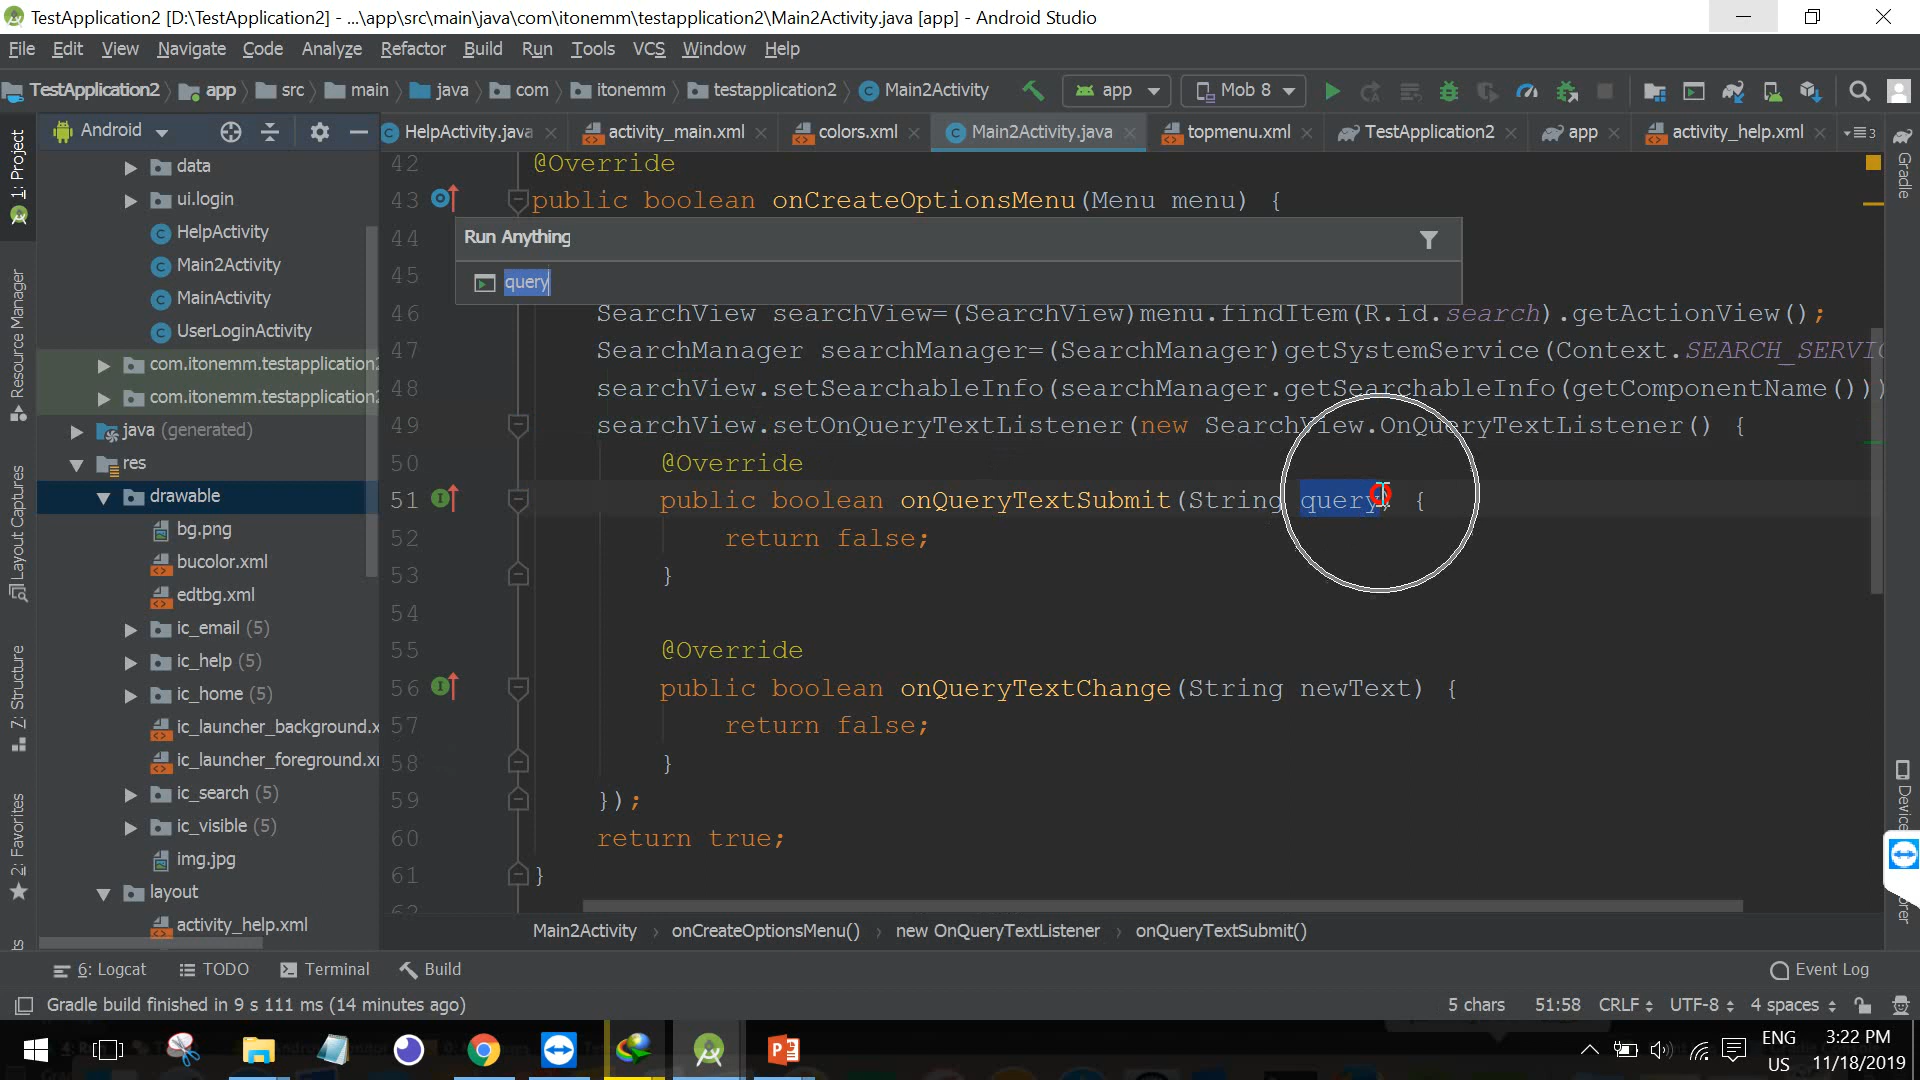 TestApplication2 [D:\TestApplication2] - ...\app\src\main\java\com\itonemm\testapplication2\Main2Activity.java [app] - Android Studio
File Edit View Navigate Code Analyze Refactor Build Run Tools VCS Window Help
TestApplication2 app src main java com itonemm testapplication2 Main2Activity app Mob 8
Android
HelpActivity.java activity_main.xml colors.xml Main2Activity.java topmenu.xml TestApplication2 app activity_help.xml 3
1: Project
Resource Manager
Layout Captures
Z: Structure
2: Favorites
data
ui.login
HelpActivity
Main2Activity
MainActivity
UserLoginActivity
com.itonemm.testapplication2
com.itonemm.testapplication2
java (generated)
res
drawable
bg.png
bucolor.xml
edtbg.xml
ic_email (5)
ic_help (5)
ic_home (5)
ic_launcher_background.x
ic_launcher_foreground.x
ic_search (5)
ic_visible (5)
img.jpg
layout
activity_help.xml
42 @Override
43 public boolean onCreateOptionsMenu(Menu menu) {
44
Run Anything
45
query
46 SearchView searchView=(SearchView)menu.findItem(R.id.search).getActionView();
47 SearchManager searchManager=(SearchManager)getSystemService(Context.SEARCH_SERVIC
48 searchView.setSearchableInfo(searchManager.getSearchableInfo(getComponentName()))
49 searchView.setOnQueryTextListener(new SearchView.OnQueryTextListener() {
50 @Override
51 public boolean onQueryTextSubmit(String query) {
52 return false;
53 }
54
55 @Override
56 public boolean onQueryTextChange(String newText) {
57 return false;
58 }
59 });
60 return true;
61 }
62
Gradle
Device
orer
Main2Activity onCreateOptionsMenu() new OnQueryTextListener onQueryTextSubmit()
6: Logcat TODO Terminal Build Event Log
Gradle build finished in 9 s 111 ms (14 minutes ago) 5 chars 51:58 CRLF UTF-8 4 spaces
ENG
US
3:22 PM
11/18/2019